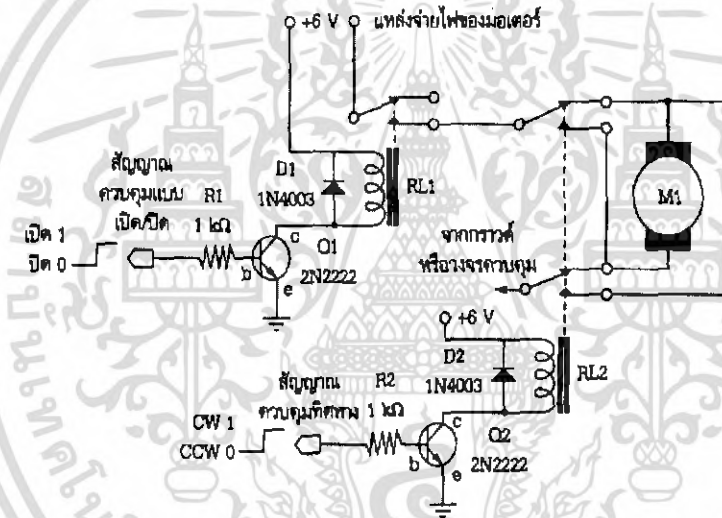 +6 V
แหล่งจ่ายไฟของมอเตอร์
สัญญาณ
ควบคุมแบบ
เปิด/ปิด
R1
1 kΩ
เปิด 1
ปิด 0
D1
1N4003
RL1
c
Q1
b
e
2N2222
M1
จากกราวด์
หรือวงจรควบคุม
+6 V
D2
1N4003
RL2
สัญญาณ
ควบคุมทิศทาง
R2
1 kΩ
CW 1
CCW 0
c
Q2
b
e
2N2222